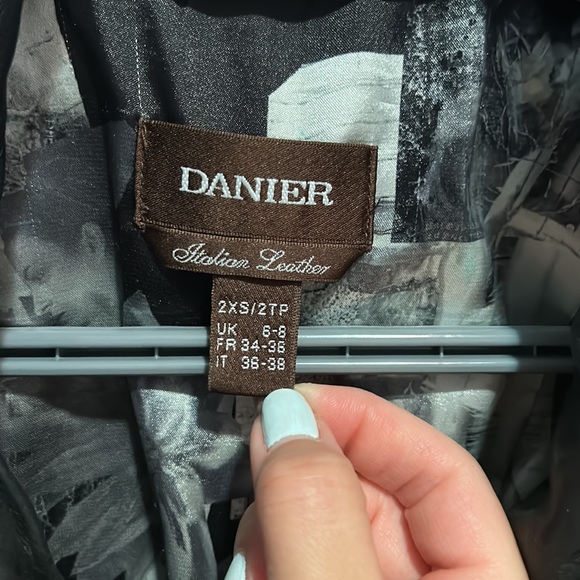 DANIER
Italian Leather
2XS/2TP
UK 6-8
FR 34-36
IT 36-38